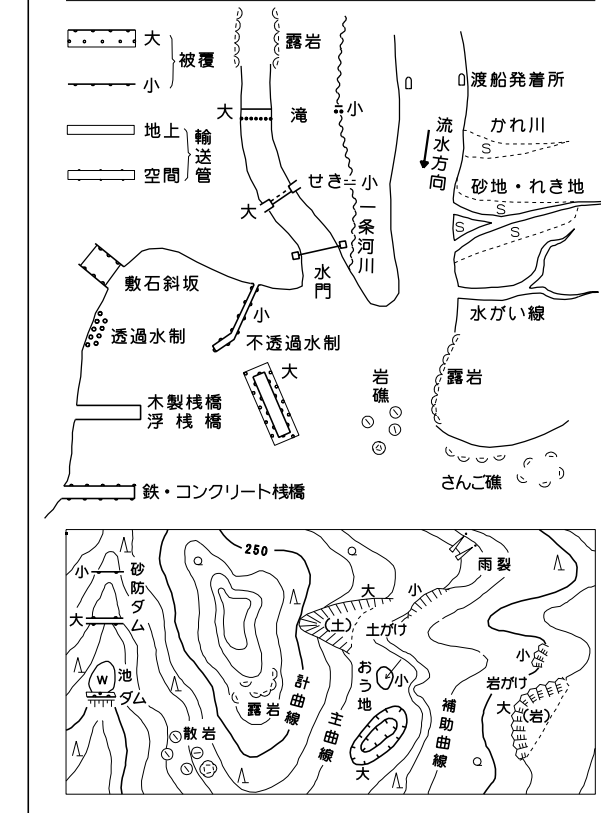 大
小
被覆
地上
空間
輸送管
露岩
大
滝
小
せき
小
大
一条河川
水門
渡船発着所
流水方向
かれ川
S
砂地・れき地
S
S
S
水がい線
敷石斜坂
透過水制
小
不透過水制
大
岩礁
露岩
木製桟橋
浮桟橋
さんご礁
鉄・コンクリート桟橋
250
雨裂
小
砂防ダム
大
大
小
(土)
土がけ
小
岩がけ
大
(岩)
W
池
ダム
おう地
小
大
露岩
計曲線
主曲線
補助曲線
散岩